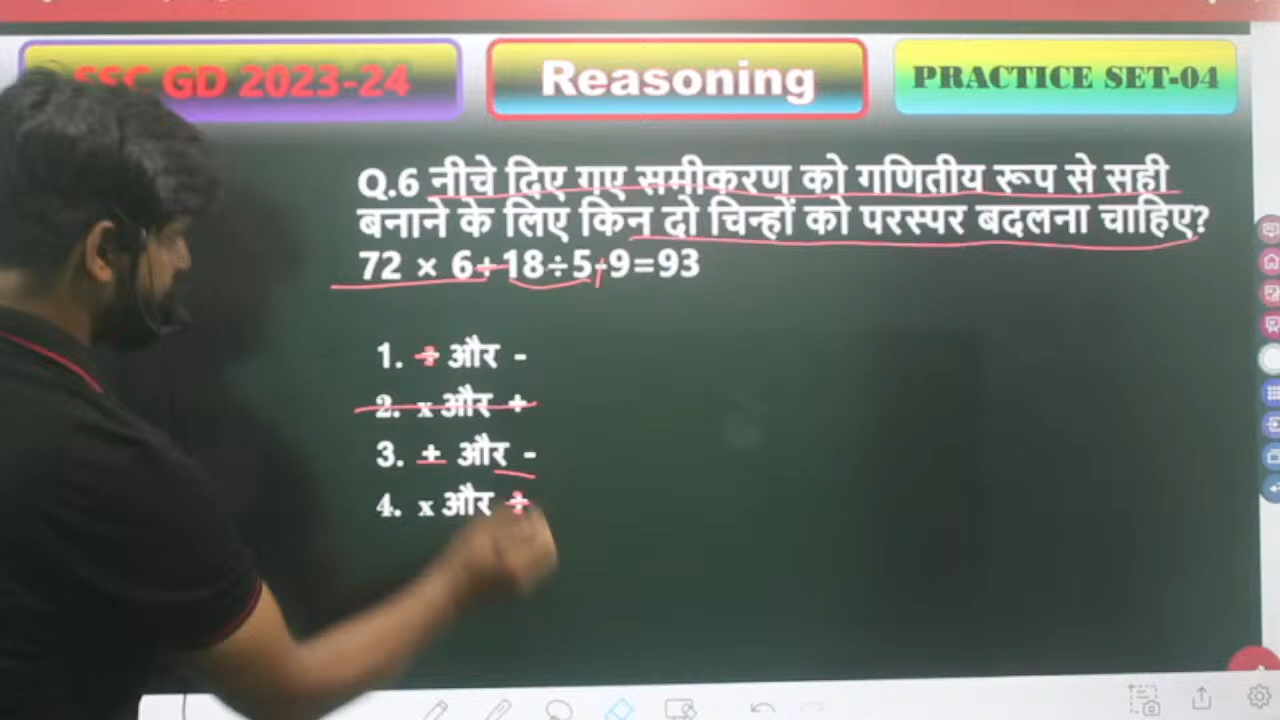 SSC GD 2023-24
Reasoning
PRACTICE SET-04
Q.6 नीचे दिए गए समीकरण को गणितीय रूप से सही
बनाने के लिए किन दो चिन्हों को परस्पर बदलना चाहिए?
72 × 6+18÷5-9=93
1. ÷ और -
2. x और +
3. + और -
4. x और ÷